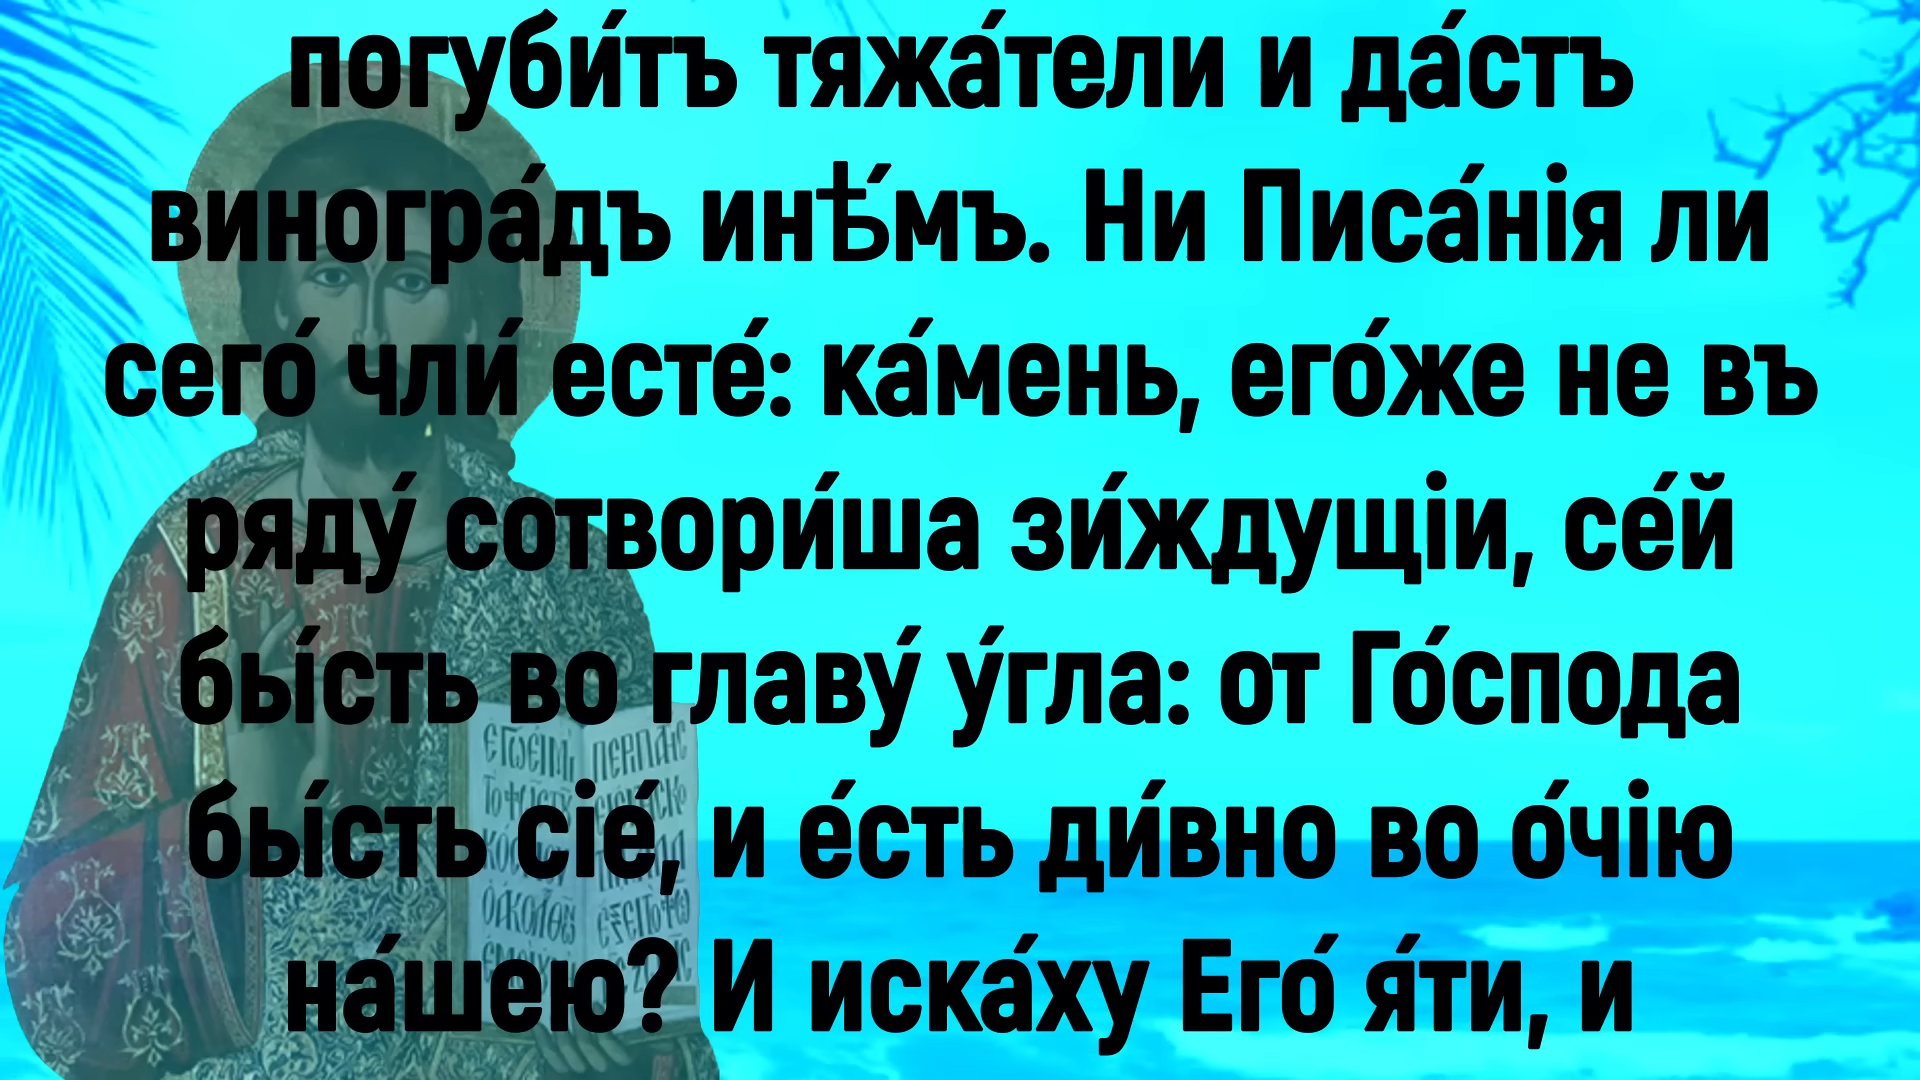 погуби́тъ тяжа́тели и да́стъ
виногра́дъ инѣ́мъ. Ни Писа́нія ли
сего́ чли́ есте́: ка́мень, его́же не въ
ряду́ сотвори́ша зи́ждущіи, се́й
бы́сть во главу́ у́гла: от Го́спода
бы́сть сіе́, и е́сть ди́вно во о́чію
на́шею? И иска́ху Его́ я́ти, и